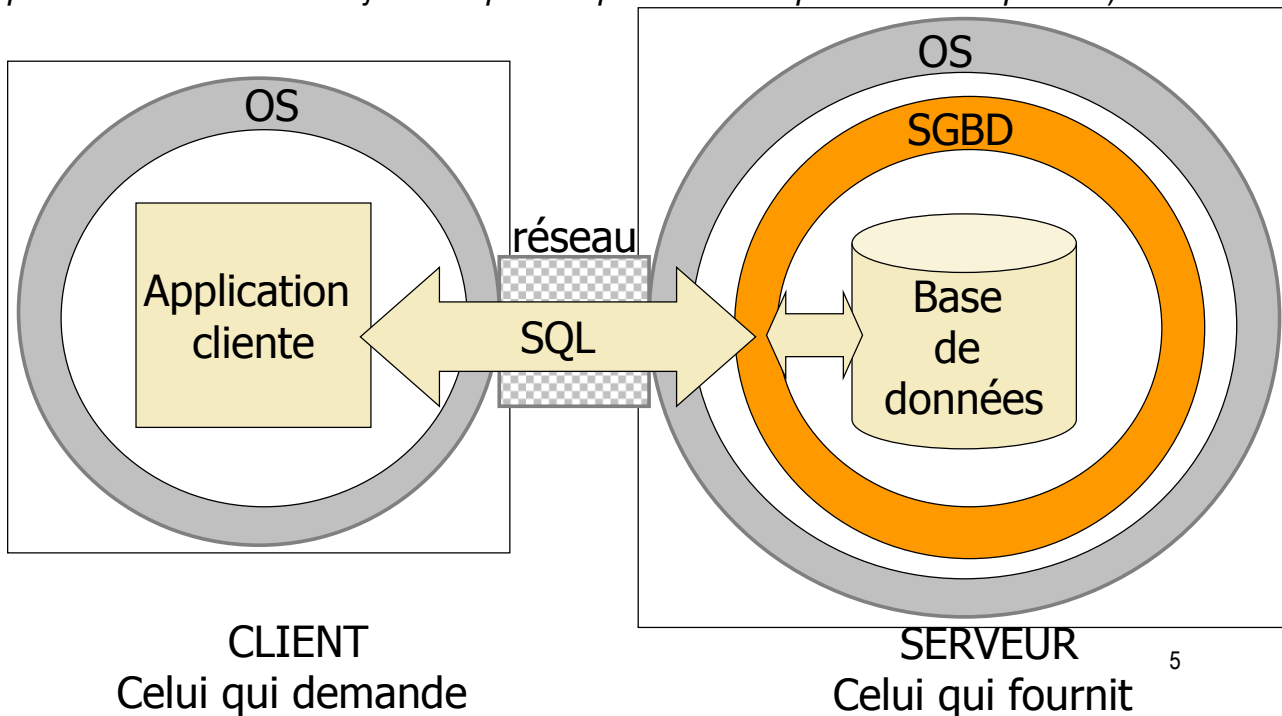 OS
Application
cliente
réseau
SQL
OS
SGBD
Base
de
données
CLIENT
Celui qui demande
SERVEUR
Celui qui fournit
5